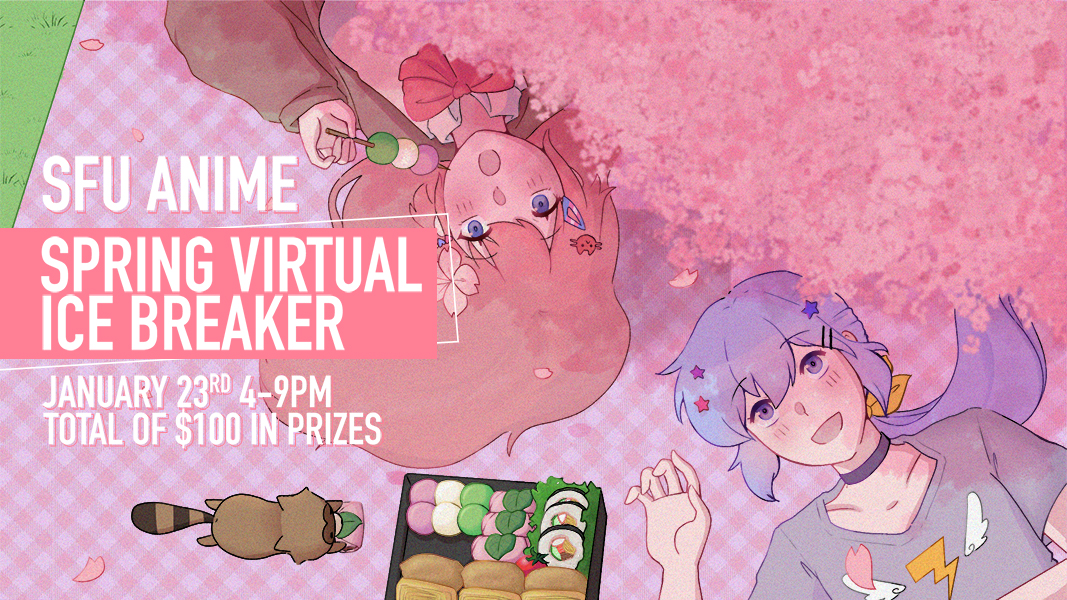 SFU ANIME
SPRING VIRTUAL
ICE BREAKER
JANUARY 23RD 4-9PM
TOTAL OF $100 IN PRIZES